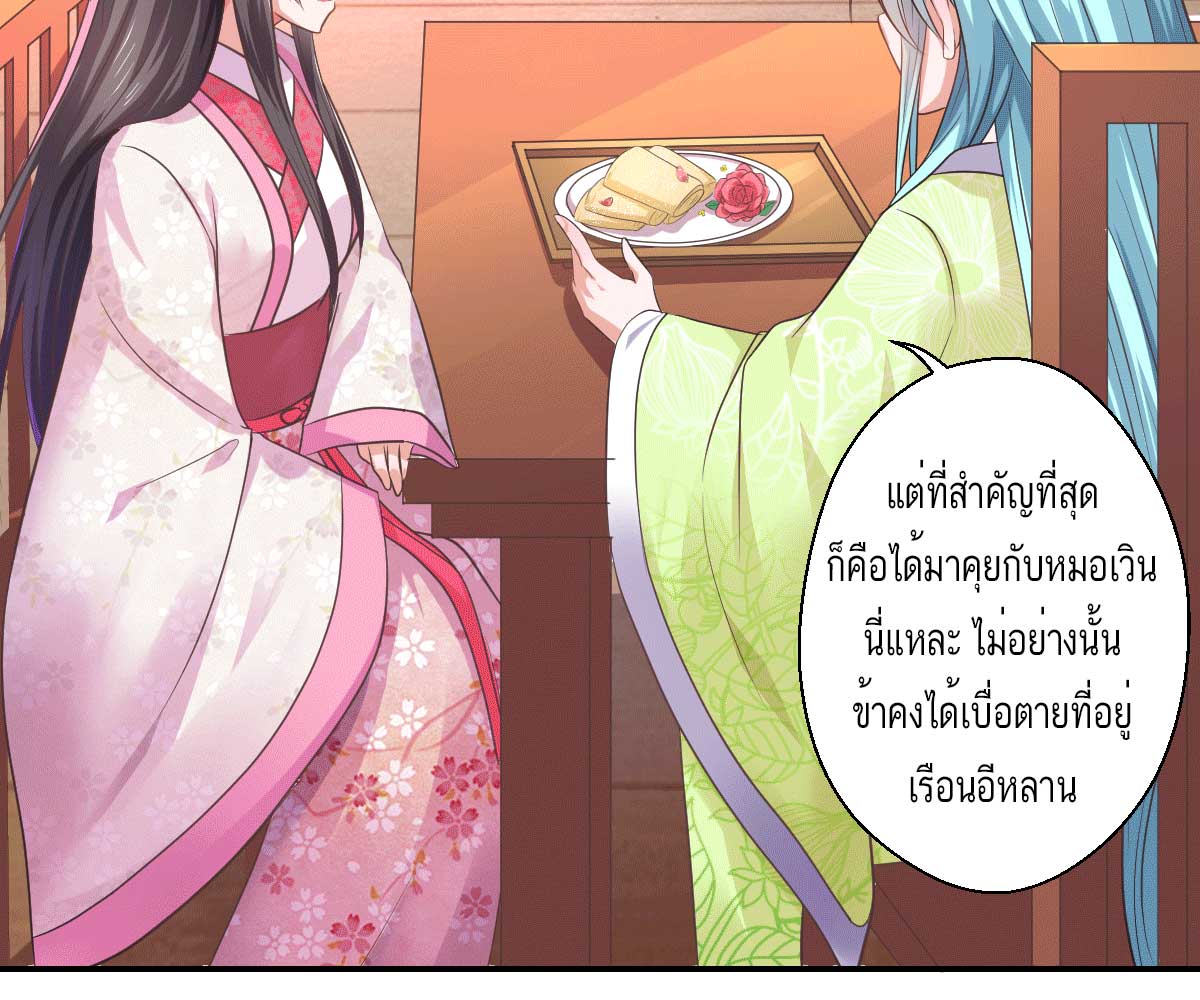 แต่ที่สำคัญที่สุด
ก็คือได้มาคุยกับหมอเวิน
นี่แหละ ไม่อย่างนั้น
ข้าคงได้เบื่อตายที่อยู่
เรือนอีหลาน